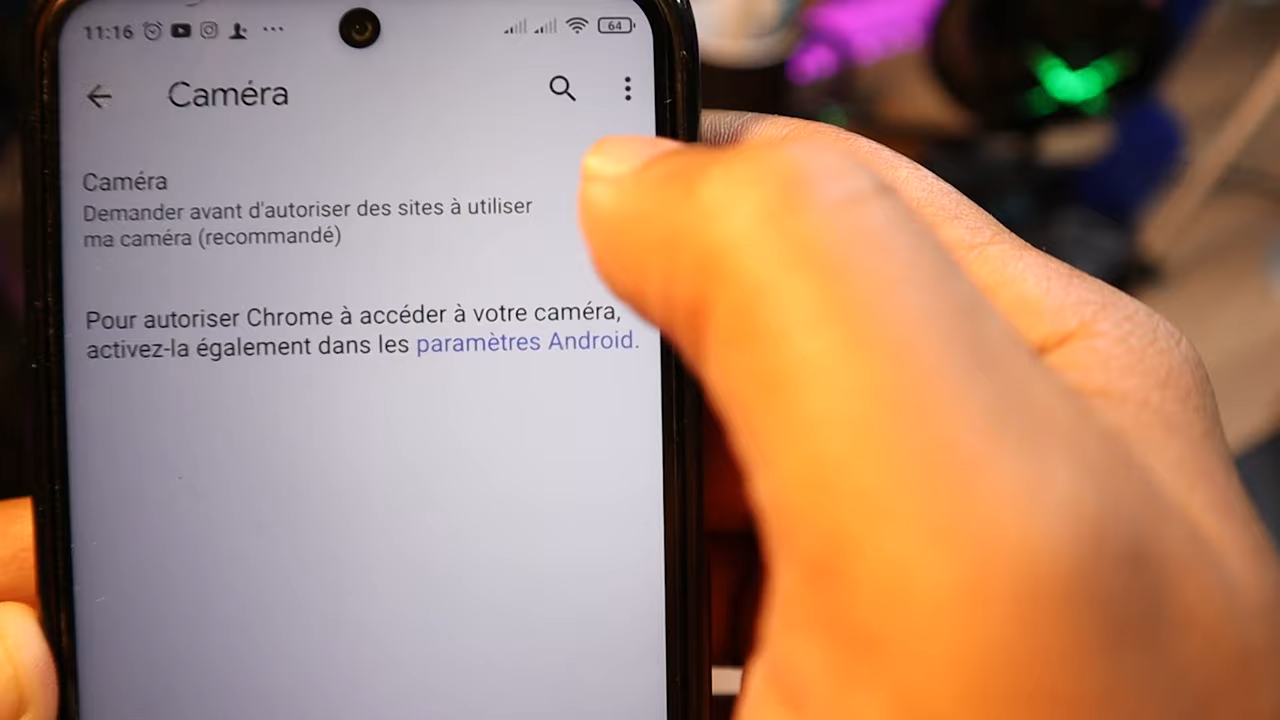 11:16
64
Caméra
Caméra
Demander avant d'autoriser des sites à utiliser
ma caméra (recommandé)
Pour autoriser Chrome à accéder à votre caméra,
activez-la également dans les paramètres Android.